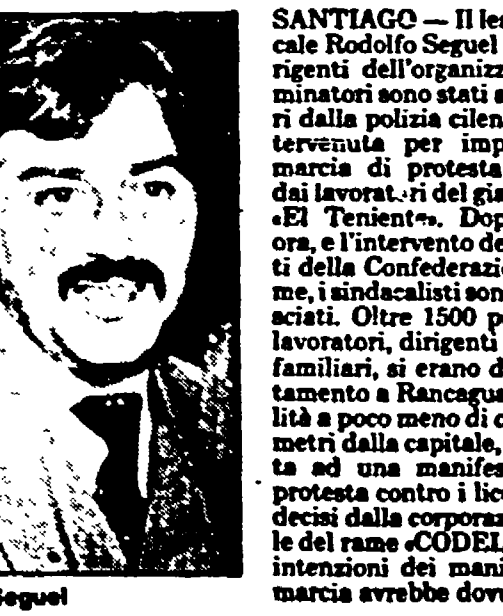 SANTIAGO — Il le
cale Rodolfo Seguel
rigenti dell'organizz
minatori sono stati a
ri dalla polizia cilen
tervenuta per imp
marcia di protesta
dai lavoratori del gia
«El Teniente». Dop
ora, e l'intervento de
ti della Confederazi
me, i sindacalisti son
sciati. Oltre 1500 p
lavoratori, dirigenti
familiari, si erano d
tamento a Rancagua
lità a poco meno di c
metri dalla capitale,
ta ad una manifes
protesta contro i lice
decisi dalla corpora
le del rame «CODEL
intenzioni dei mani
marcia avrebbe dov
Seguel